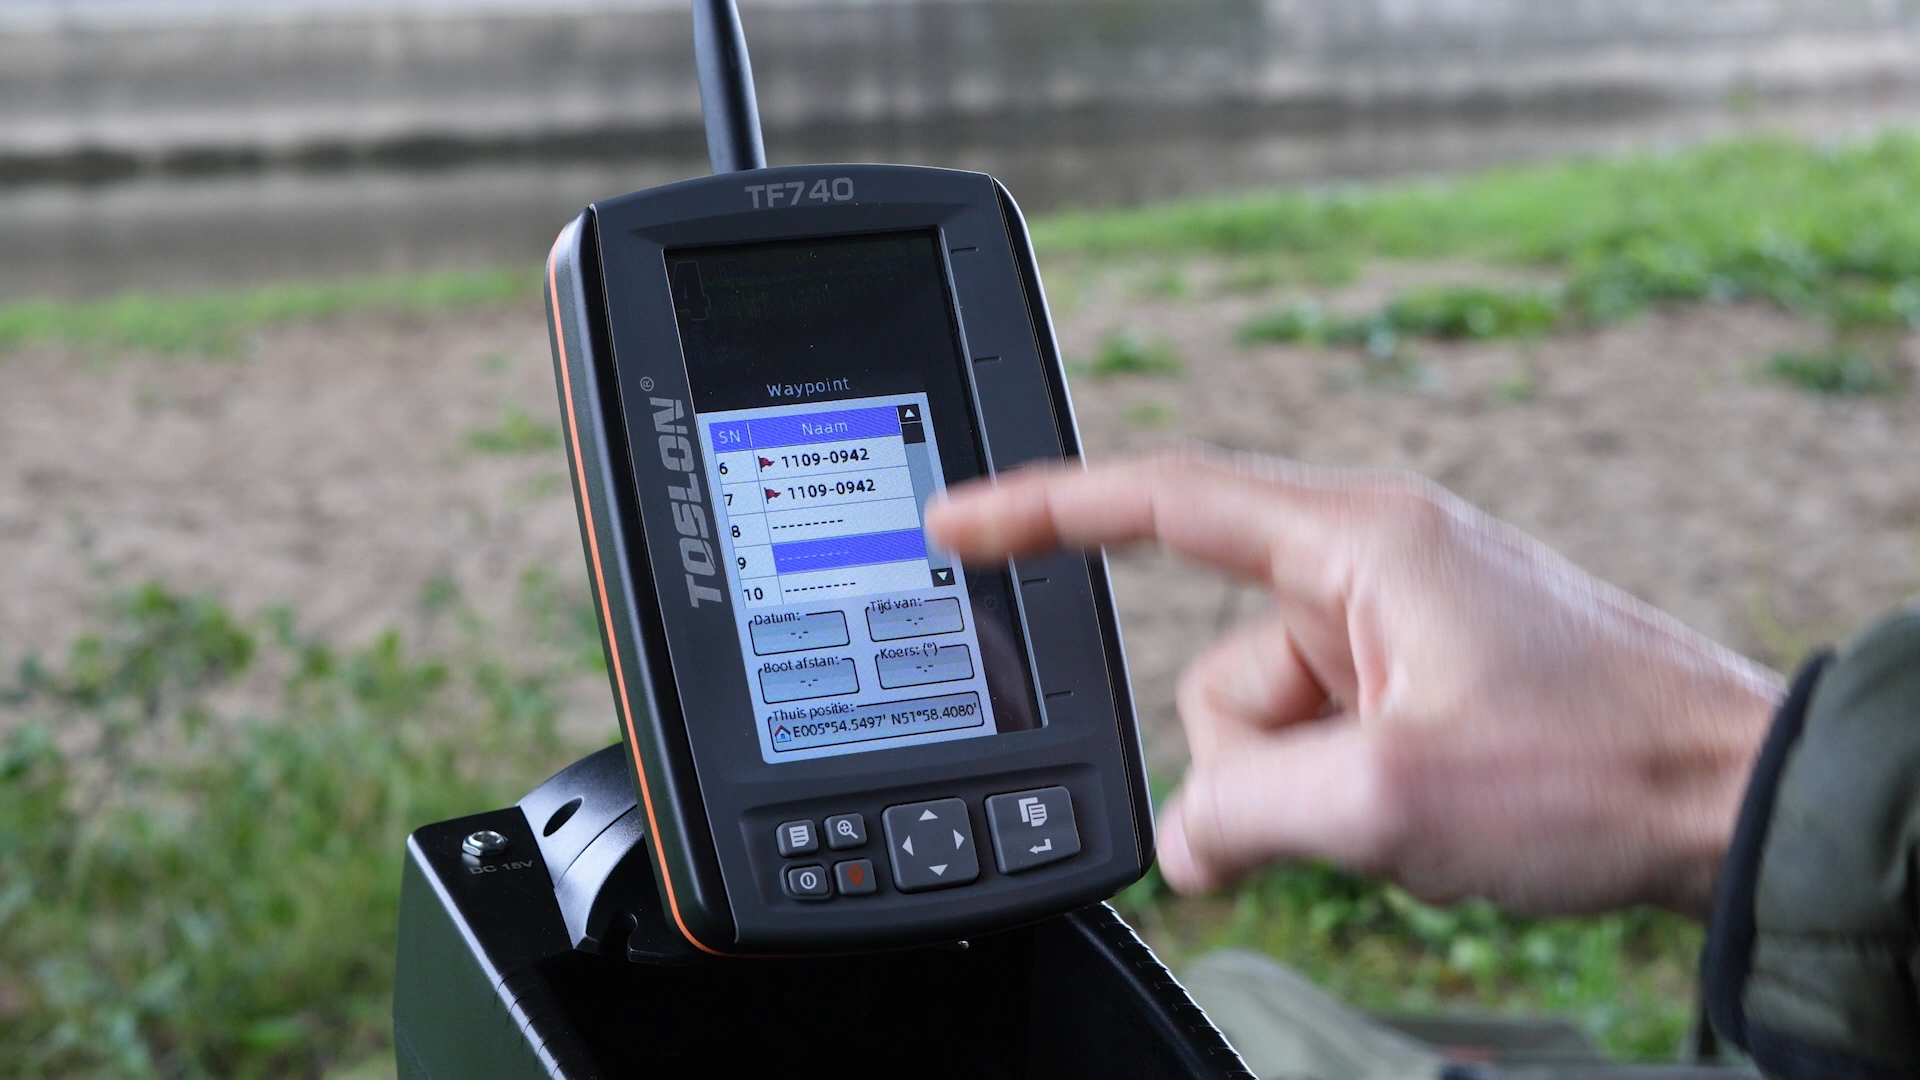 TF740
TOSLON®
4
Waypoint
SN Naam
6 1109-0942
7 1109-0942
8 ---------
9 ---------
10 ---------
Datum: Tijd van:
-.- -.-
Boot afstan: Koers: (°)
-.- -.-
Thuis positie:
E005°54.5497' N51°58.4080'
DC 15V